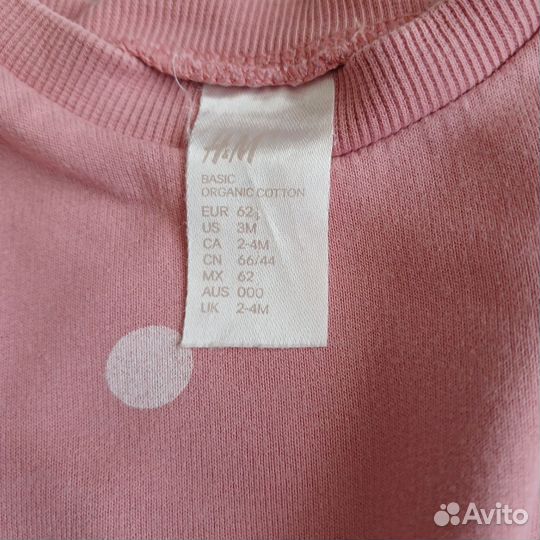 H&M
BASIC
ORGANIC COTTON
EUR 62
US 3M
CA 2-4M
CN 66/44
MX 62
AUS 000
UK 2-4M
Avito